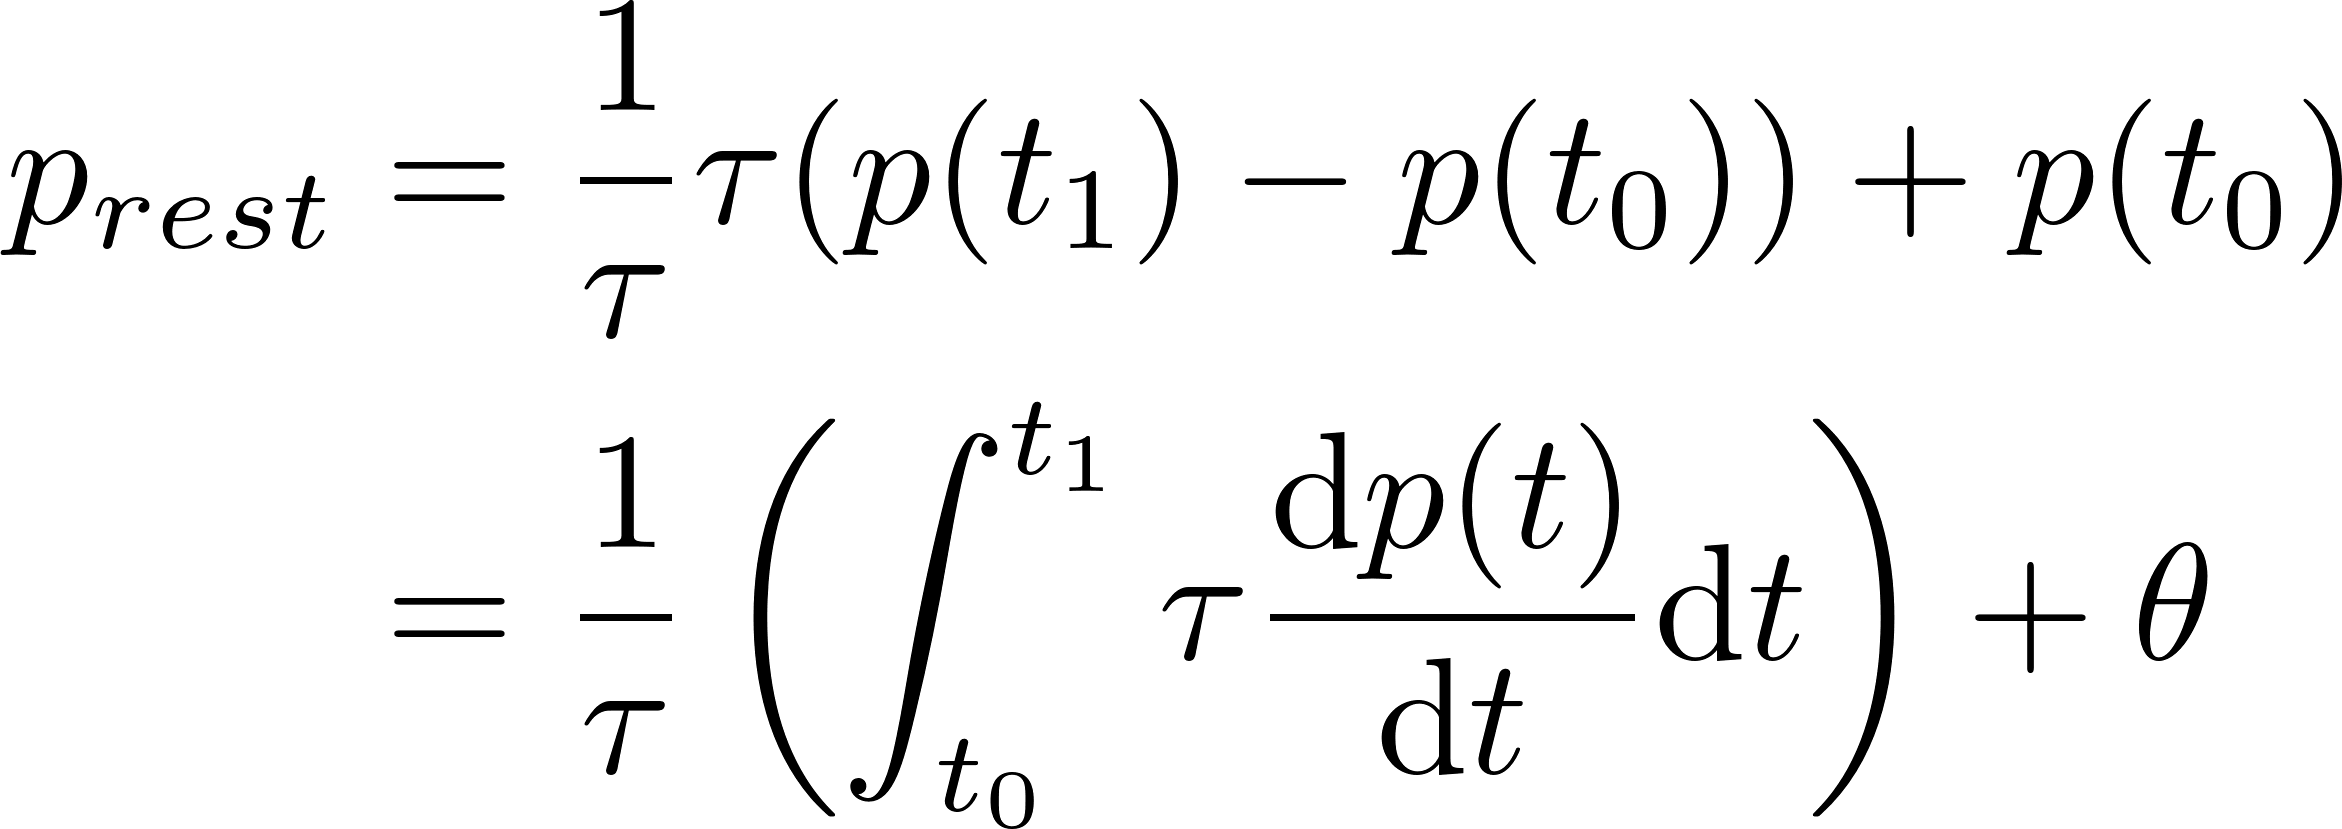 p_{rest} = \frac{1}{\tau} \tau (p(t_1) - p(t_0)) + p(t_0)
= \frac{1}{\tau} \left( \int_{t_0}^{t_1} \tau \frac{\mathrm{d}p(t)}{\mathrm{d}t} \mathrm{d}t \right) + \theta